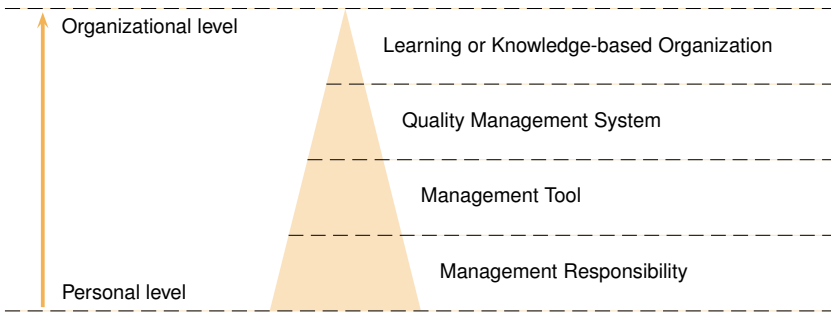 Organizational level
Learning or Knowledge-based Organization
Quality Management System
Management Tool
Management Responsibility
Personal level